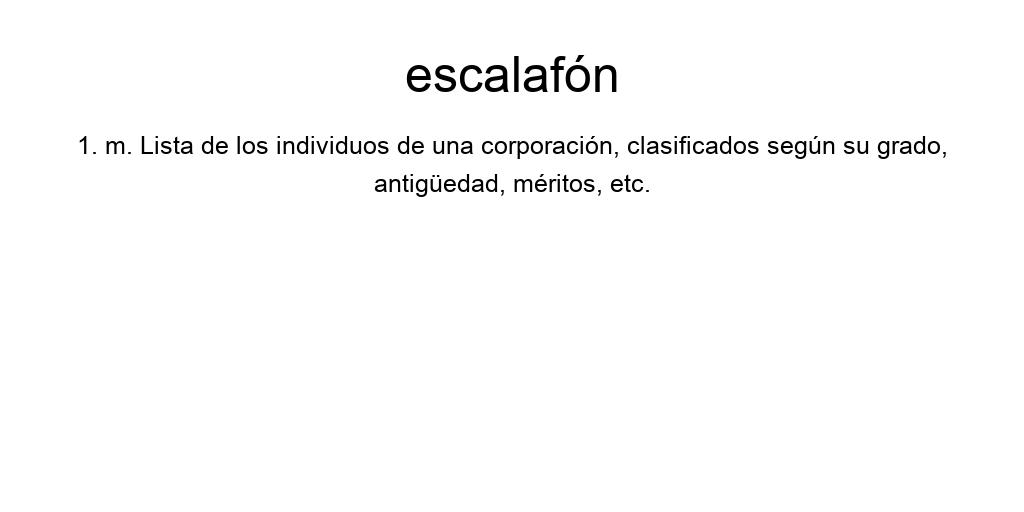 escalafón
1. m. Lista de los individuos de una corporación, clasificados según su grado,
antigüedad, méritos, etc.